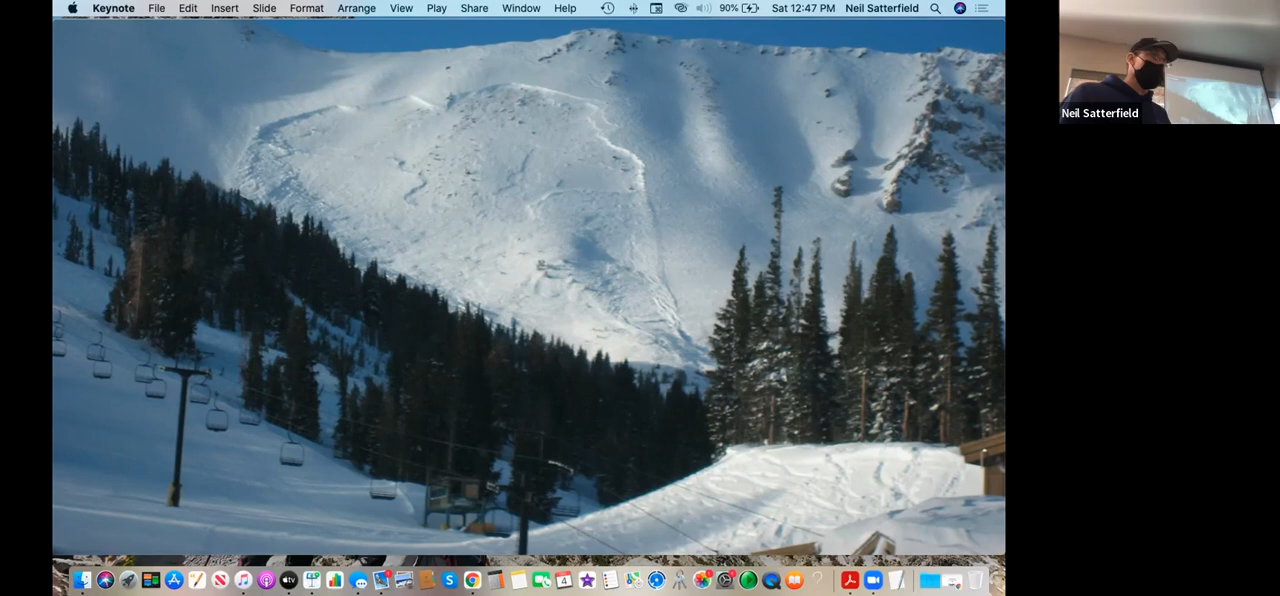 Keynote File Edit Insert Slide Format Arrange View Play Share Window Help 90% Sat 12:47 PM Neil Satterfield
Neil Satterfield
4